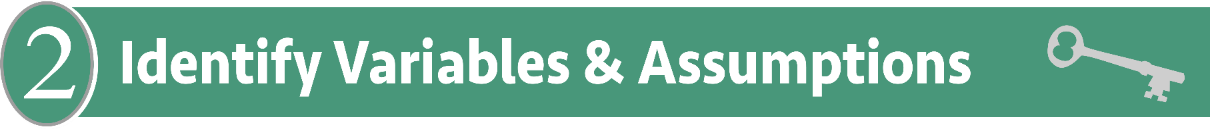 2 Identify Variables & Assumptions